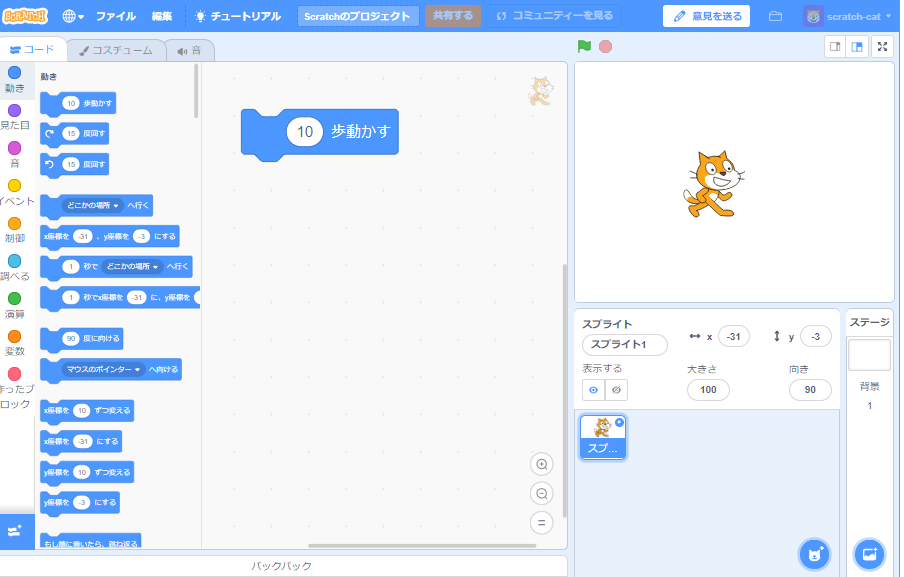 SCRATCH ファイル 編集 チュートリアル Scratchのプロジェクト 共有する コミュニティーを見る 意見を送る scratch-cat
コード コスチューム 音
動き
見た目
音
イベント
制御
調べる
演算
変数
作ったブロック
動き
10 歩動かす
15 度回す
15 度回す
どこかの場所 へ行く
x座標を -31 、y座標を -3 にする
1 秒で どこかの場所 へ行く
1 秒でx座標を -31 に、y座標を
90 度に向ける
マウスのポインター へ向ける
x座標を 10 ずつ変える
x座標を -31 にする
y座標を 10 ずつ変える
y座標を -3 にする
もし端に着いたら、跳ね返る
10 歩動かす
バックパック
スプライト
スプライト1
x -31
y -3
表示する
大きさ 100
向き 90
スプ...
ステージ
背景
1